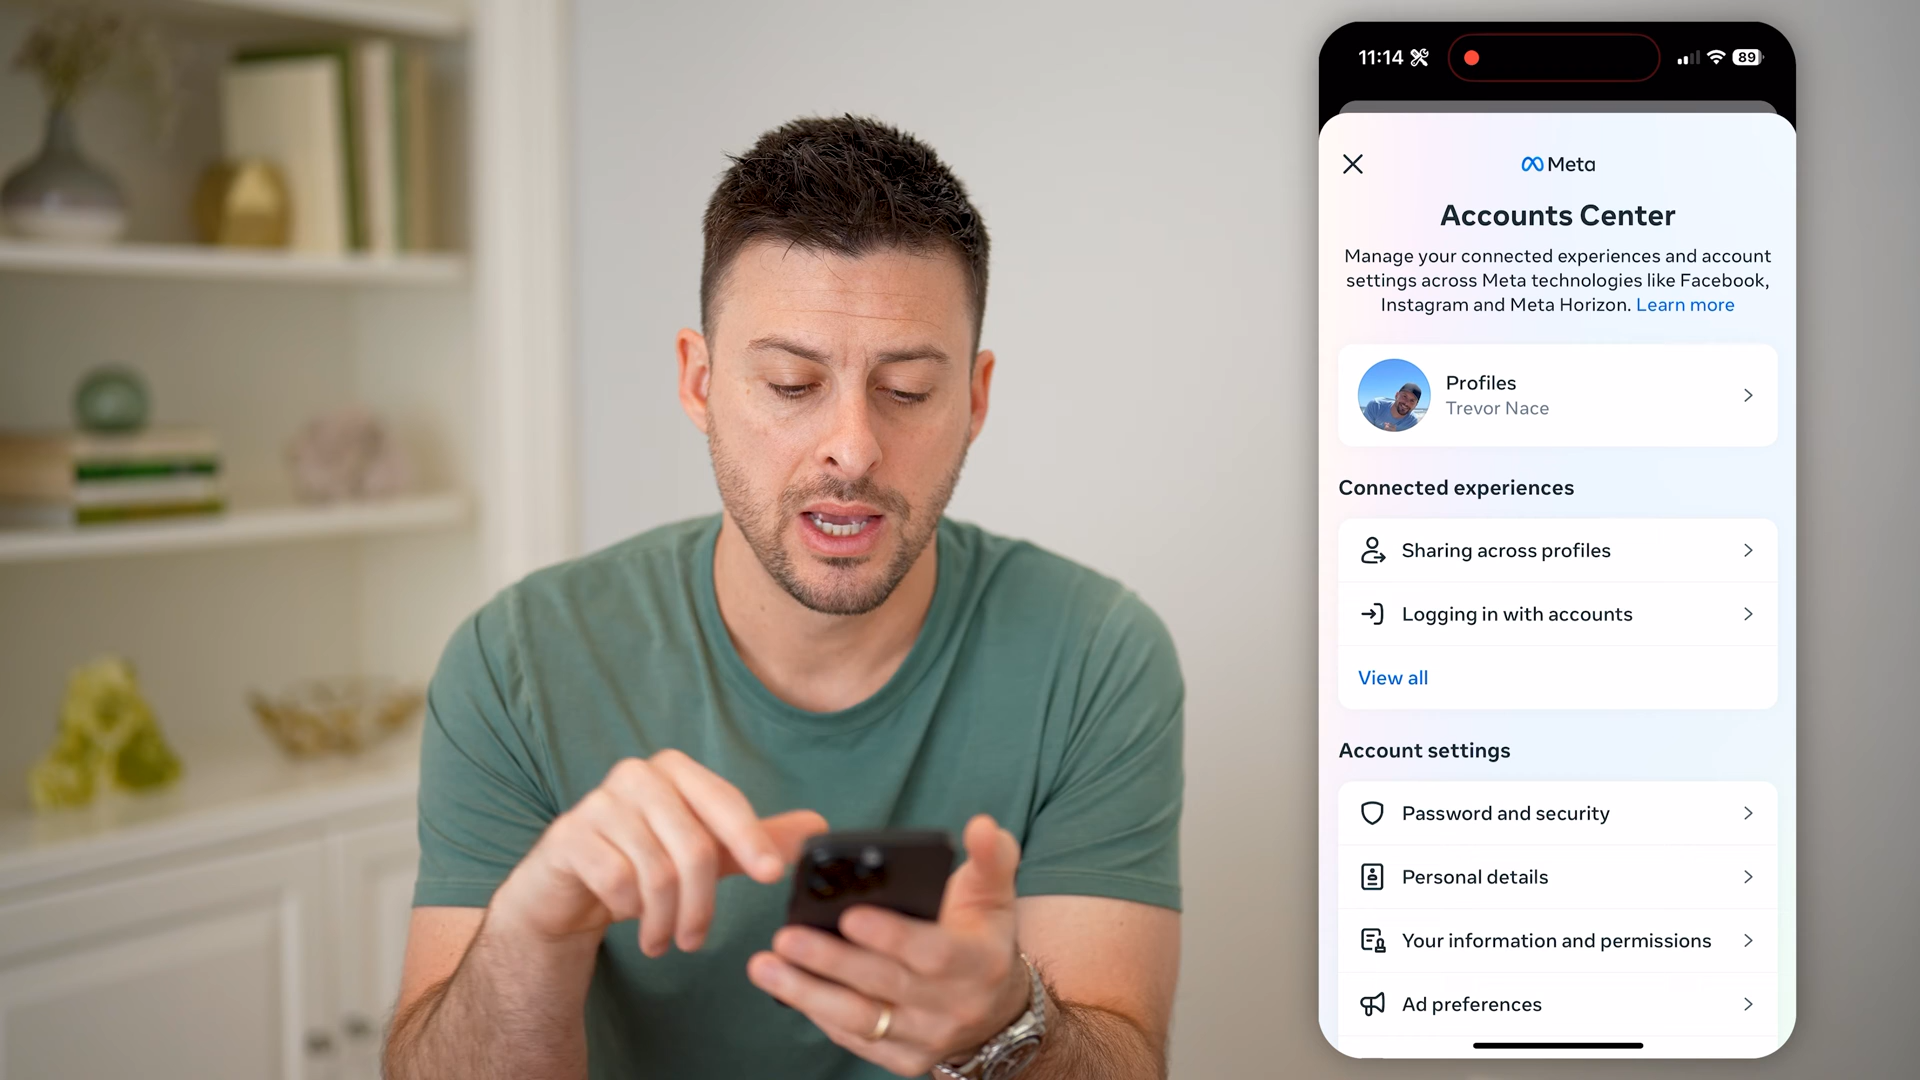 11:14
89
Meta
Accounts Center
Manage your connected experiences and account
settings across Meta technologies like Facebook,
Instagram and Meta Horizon. Learn more
Profiles
Trevor Nace
Connected experiences
Sharing across profiles
Logging in with accounts
View all
Account settings
Password and security
Personal details
Your information and permissions
Ad preferences